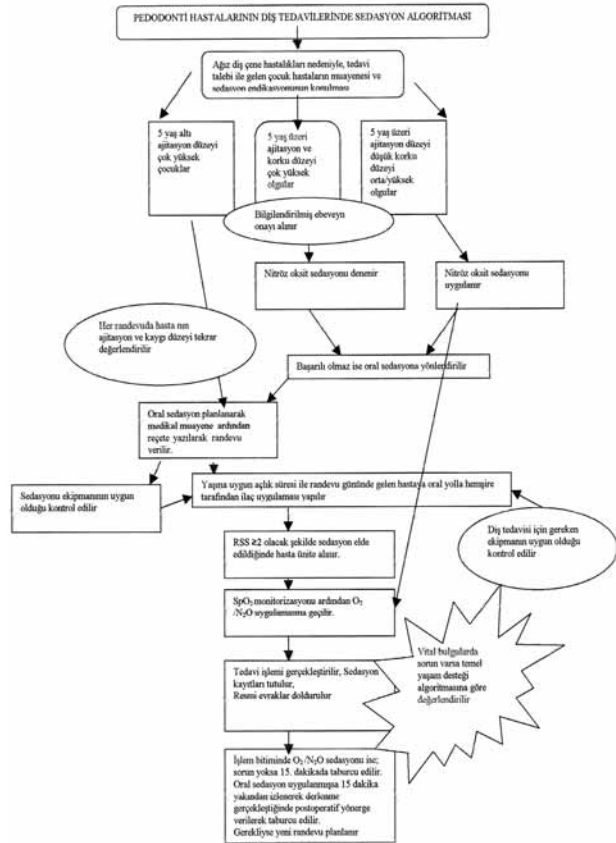 PEDODONTİ HASTALARININ DİŞ TEDAVİLERİNDE SEDASYON ALGORİTMASI
Ağız diş çene hastalıkları nedeniyle, tedavi
talebi ile gelen çocuk hastaların muayenesi ve
sedasyon endikasyonunun konulması
5 yaş altı
ajitasyon düzeyi
çok yüksek
çocuklar
5 yaş üzeri
ajitasyon ve
korku düzeyi
çok yüksek
olgular
5 yaş üzeri
ajitasyon düzeyi
düşük korku
düzeyi
orta/yüksek
olgular
Bilgilendirilmiş ebeveyn
onayı alınır
Nitröz oksit sedasyonu denenir
Nitröz oksit sedasyonu
uygulanır
Her randevuda hasta nın
ajitasyon ve kaygı düzeyi tekrar
değerlendirilir
Başarılı olmaz ise oral sedasyona yönlendirilir
Oral sedasyon planlanarak
medikal muayene ardından
reçete yazılarak randevu
verilir.
Sedasyonu ekipmanının uygun
olduğu kontrol edilir
Yaşına uygun açlık süresi ile randevu gününde gelen hastaya oral yolla hemşire
tarafından ilaç uygulaması yapılır
Diş tedavisi için gereken
ekipmanın uygun olduğu
kontrol edilir
RSS ≥2 olacak şekilde sedasyon elde
edildiğinde hasta ünite alınır.
SpO₂ monitorizasyonu ardından O₂
/N₂O uygulamasına geçilir.
Vital bulgularda
sorun varsa temel
yaşam desteği
algoritmasına göre
değerlendirilir
Tedavi işlemi gerçekleştirilir, Sedasyon
kayıtları tutulur,
Resmi evraklar doldurulur
İşlem bitiminde O₂ /N₂O sedasyonu ise;
sorun yoksa 15. dakikada taburcu edilir.
Oral sedasyon uygulanmışsa 15 dakika
yakından izlenerek derlenme
gerçekleştiğinde postoperatif yönerge
verilerek taburcu edilir.
Gerekliyse yeni randevu planlanır